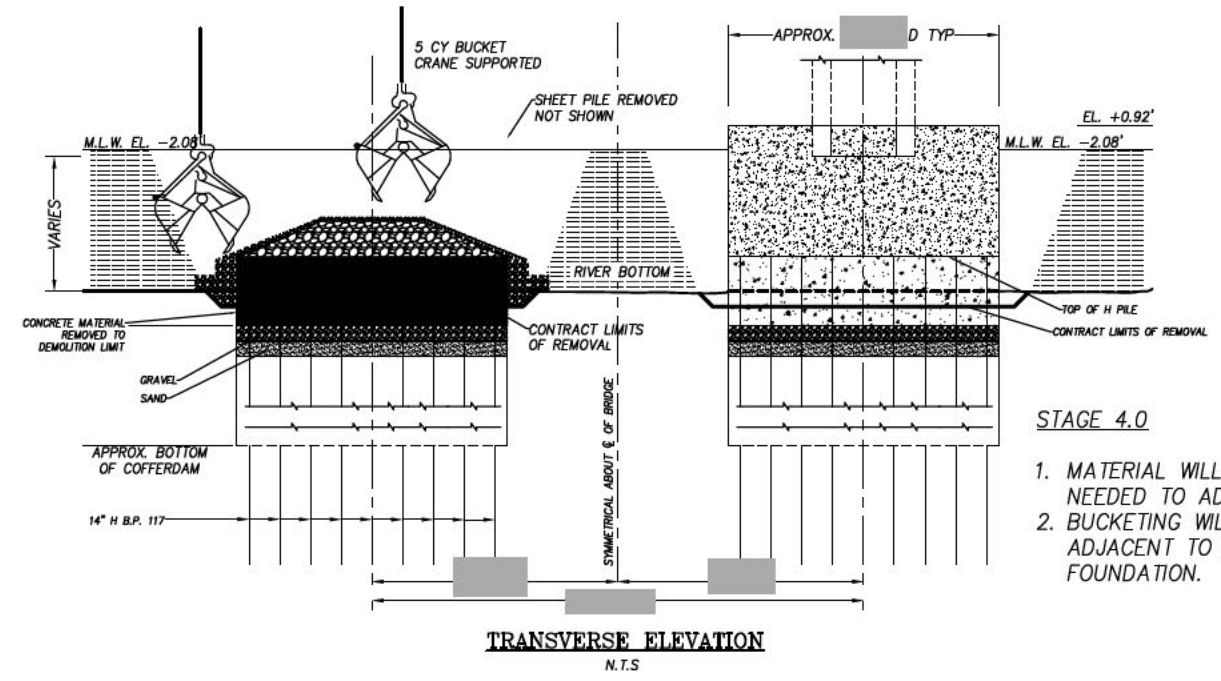 5 CY BUCKET
CRANE SUPPORTED
APPROX. D TYP
SHEET PILE REMOVED
NOT SHOWN
EL. +0.92'
M.L.W. EL. -2.08'
M.L.W. EL. -2.08'
VARIES
RIVER BOTTOM
TOP OF H PILE
CONCRETE MATERIAL
REMOVED TO
DEMOLITION LIMIT
CONTRACT LIMITS
OF REMOVAL
CONTRACT LIMITS OF REMOVAL
GRAVEL
SAND
SYMMETRICAL ABOUT ℄ OF BRIDGE
APPROX. BOTTOM
OF COFFERDAM
14" H B.P. 117
STAGE 4.0
1. MATERIAL WILL
NEEDED TO AD
2. BUCKETING WIL
ADJACENT TO
FOUNDATION.
TRANSVERSE ELEVATION
N.T.S